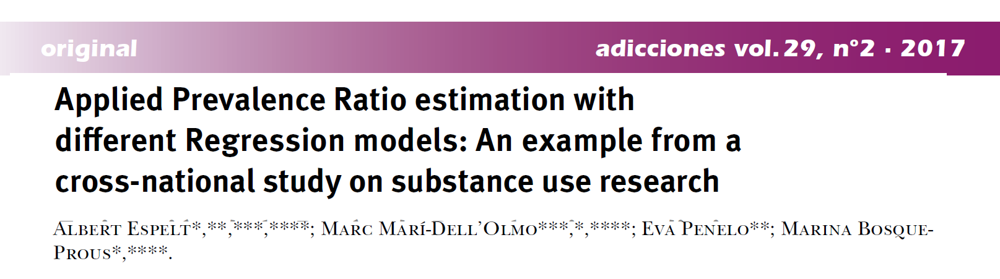 original
adicciones vol. 29, nº2 · 2017
Applied Prevalence Ratio estimation with
different Regression models: An example from a
cross-national study on substance use research
Albert Espelt*,**,***,****; Marc Marí-Dell’Olmo***,*,****; Eva Penelo**; Marina Bosque-
Prous*,****.